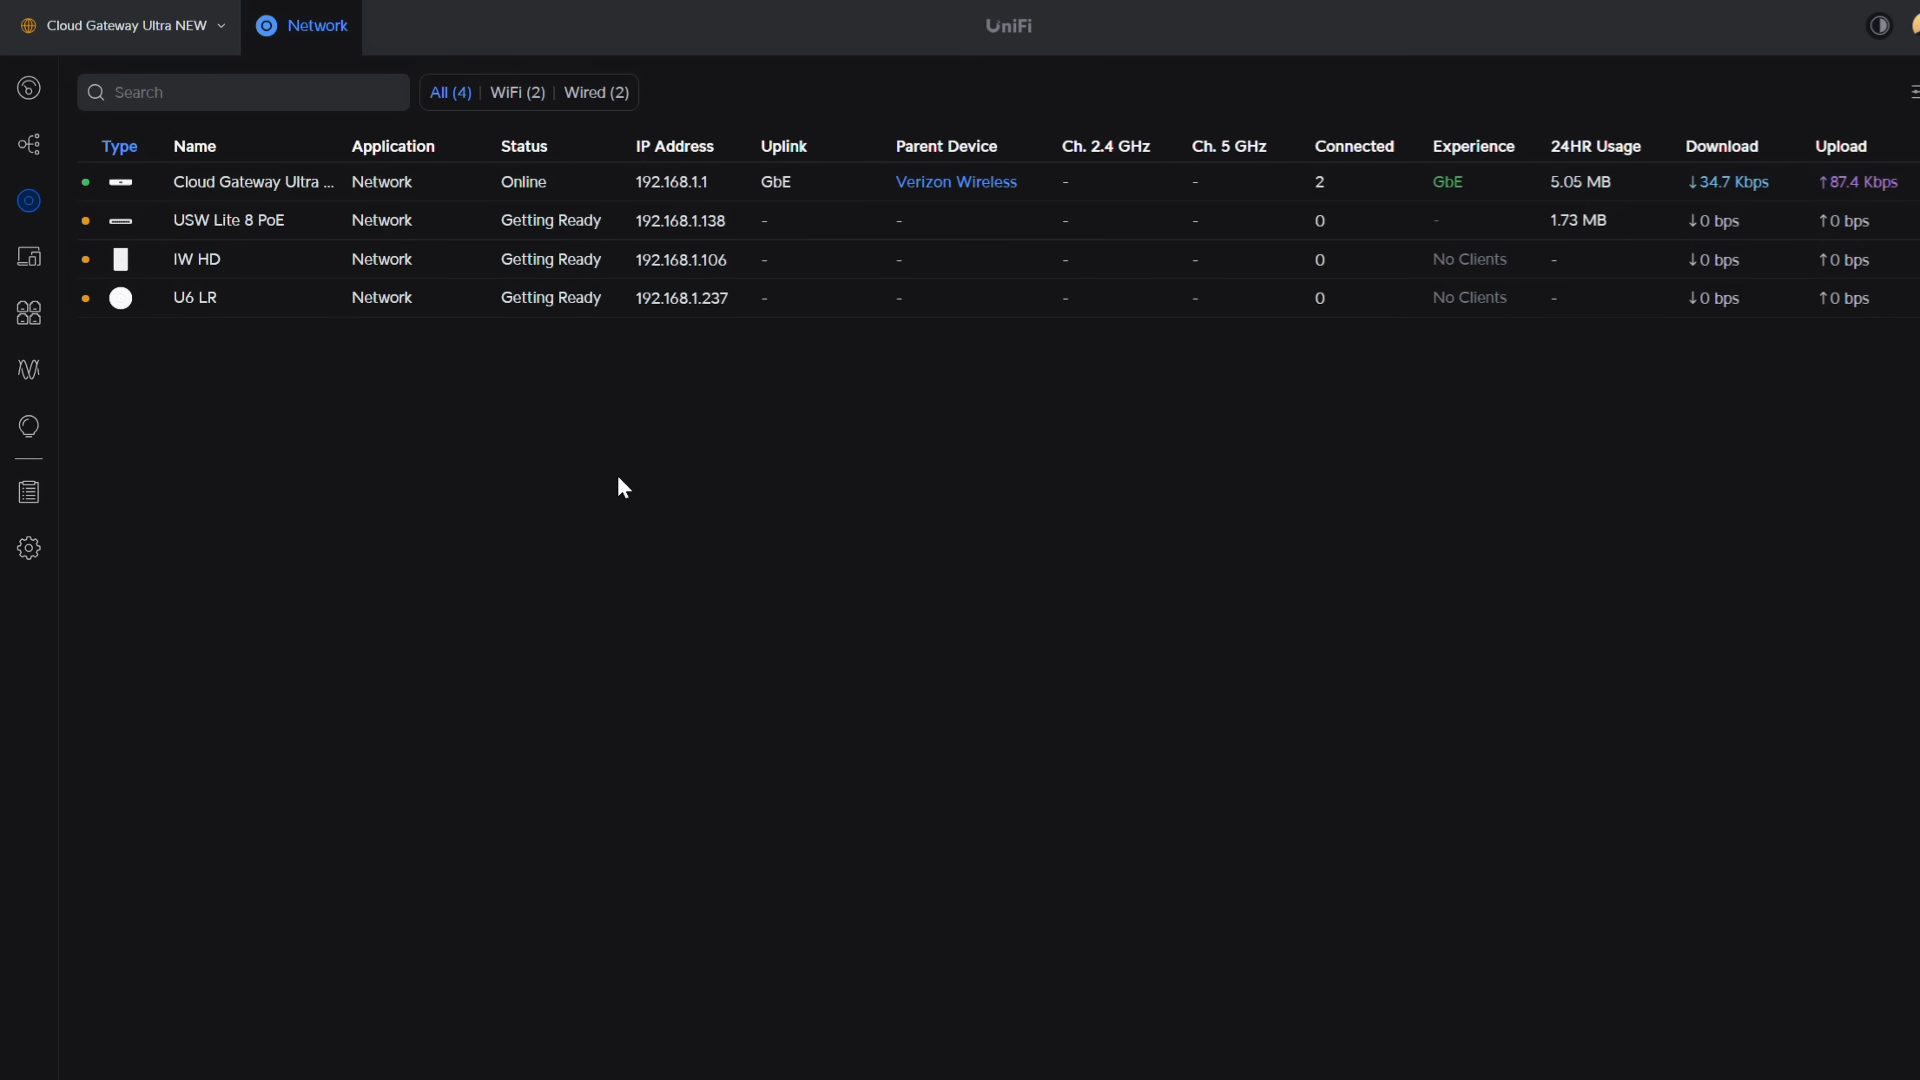 Cloud Gateway Ultra NEW Network UniFi
Search All (4) WiFi (2) Wired (2)
Type Name Application Status IP Address Uplink Parent Device Ch. 2.4 GHz Ch. 5 GHz Connected Experience 24HR Usage Download Upload
Cloud Gateway Ultra ... Network Online 192.168.1.1 GbE Verizon Wireless - - 2 GbE 5.05 MB ↓34.7 Kbps ↑87.4 Kbps
USW Lite 8 PoE Network Getting Ready 192.168.1.138 - - - - 0 - 1.73 MB ↓0 bps ↑0 bps
IW HD Network Getting Ready 192.168.1.106 - - - - 0 No Clients - ↓0 bps ↑0 bps
U6 LR Network Getting Ready 192.168.1.237 - - - - 0 No Clients - ↓0 bps ↑0 bps